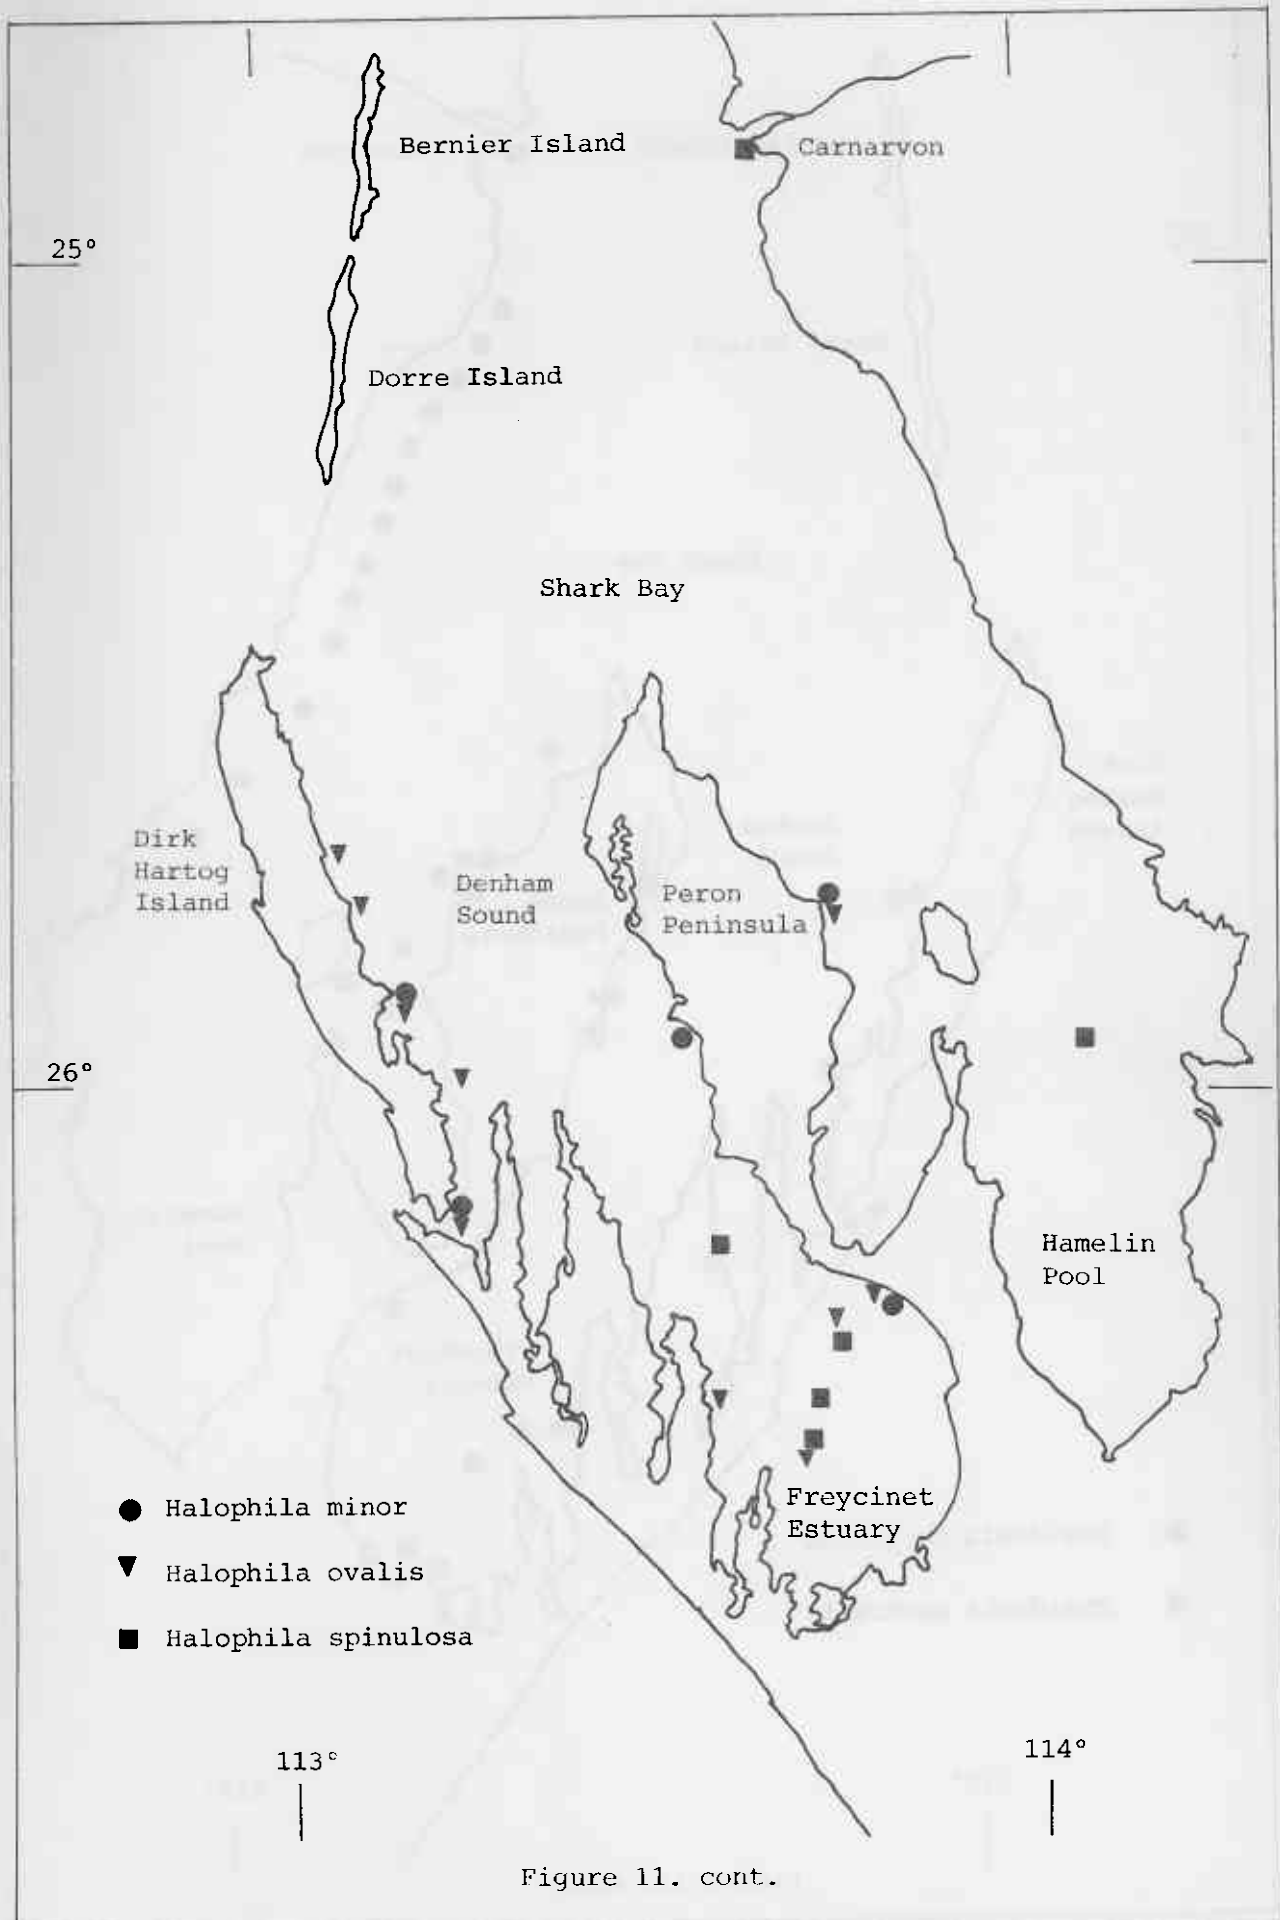 Bernier Island
Carnarvon
25°
Dorre Island
Shark Bay
Dirk
Hartog
Island
Denham
Sound
Peron
Peninsula
26°
Hamelin
Pool
Freycinet
Estuary
Halophila minor
Halophila ovalis
Halophila spinulosa
113°
114°
Figure 11. cont.